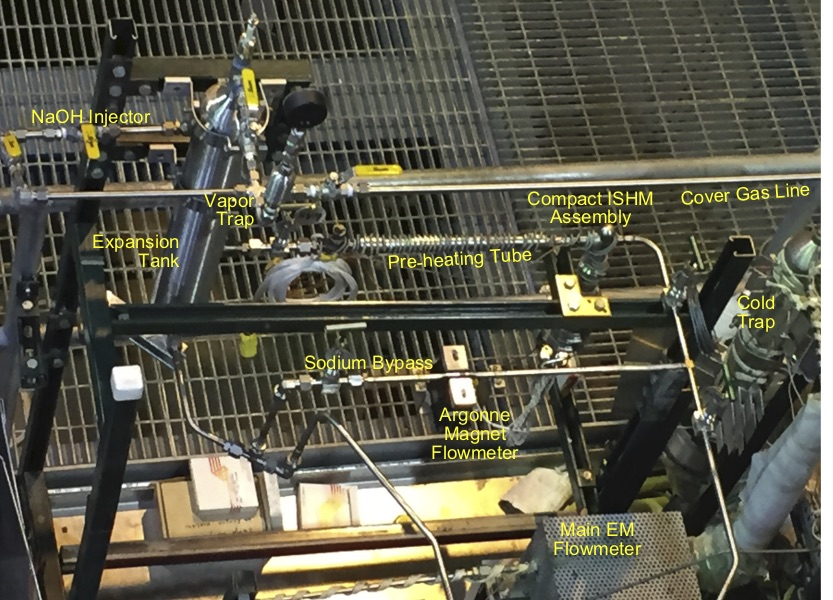 NaOH Injector
Vapor
Trap
Compact ISHM
Assembly
Cover Gas Line
Expansion
Tank
Pre-heating Tube
Cold
Trap
Sodium Bypass
Argonne
Magnet
Flowmeter
Main EM
Flowmeter